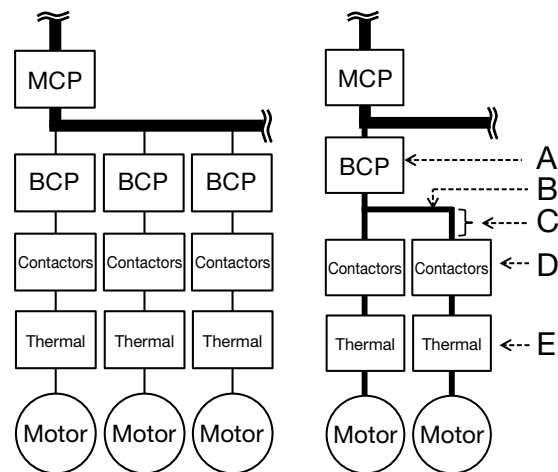 MCP
BCP BCP BCP
Contactors Contactors Contactors
Thermal Thermal Thermal
Motor Motor Motor
MCP
BCP
A
B
C
Contactors Contactors
D
Thermal Thermal
E
Motor Motor